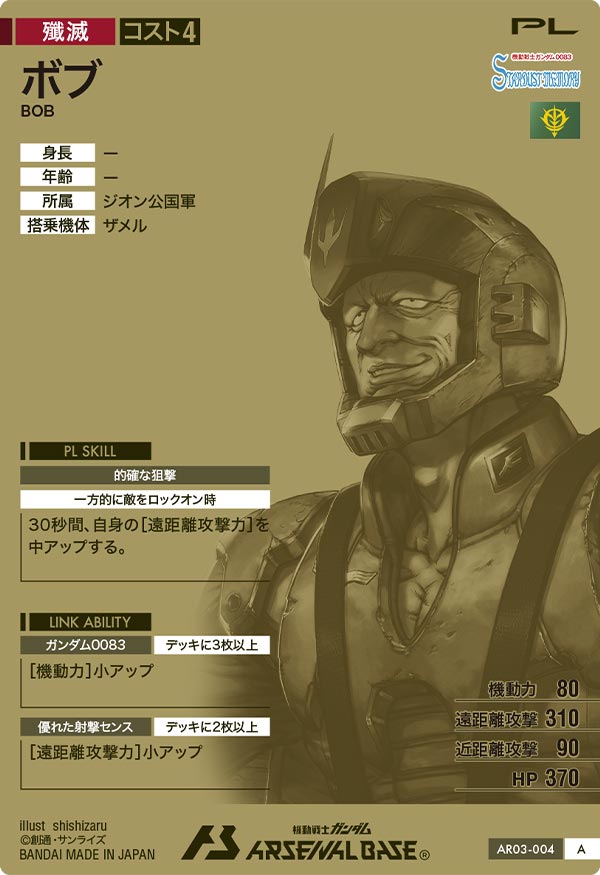 殲滅 コスト4 PL
ボブ
BOB
機動戦士ガンダム0083
STARDUST MEMORY
身長 ー
年齢 ー
所属 ジオン公国軍
搭乗機体 ザメル
PL SKILL
的確な狙撃
一方的に敵をロックオン時
30秒間、自身の[遠距離攻撃力]を
中アップする。
LINK ABILITY
ガンダム0083 デッキに3枚以上
[機動力]小アップ
優れた射撃センス デッキに2枚以上
[遠距離攻撃力]小アップ
機動力 80
遠距離攻撃 310
近距離攻撃 90
HP 370
illust shishizaru
©創通・サンライズ
BANDAI MADE IN JAPAN
機動戦士ガンダム
ARSENAL BASE®
AR03-004 A